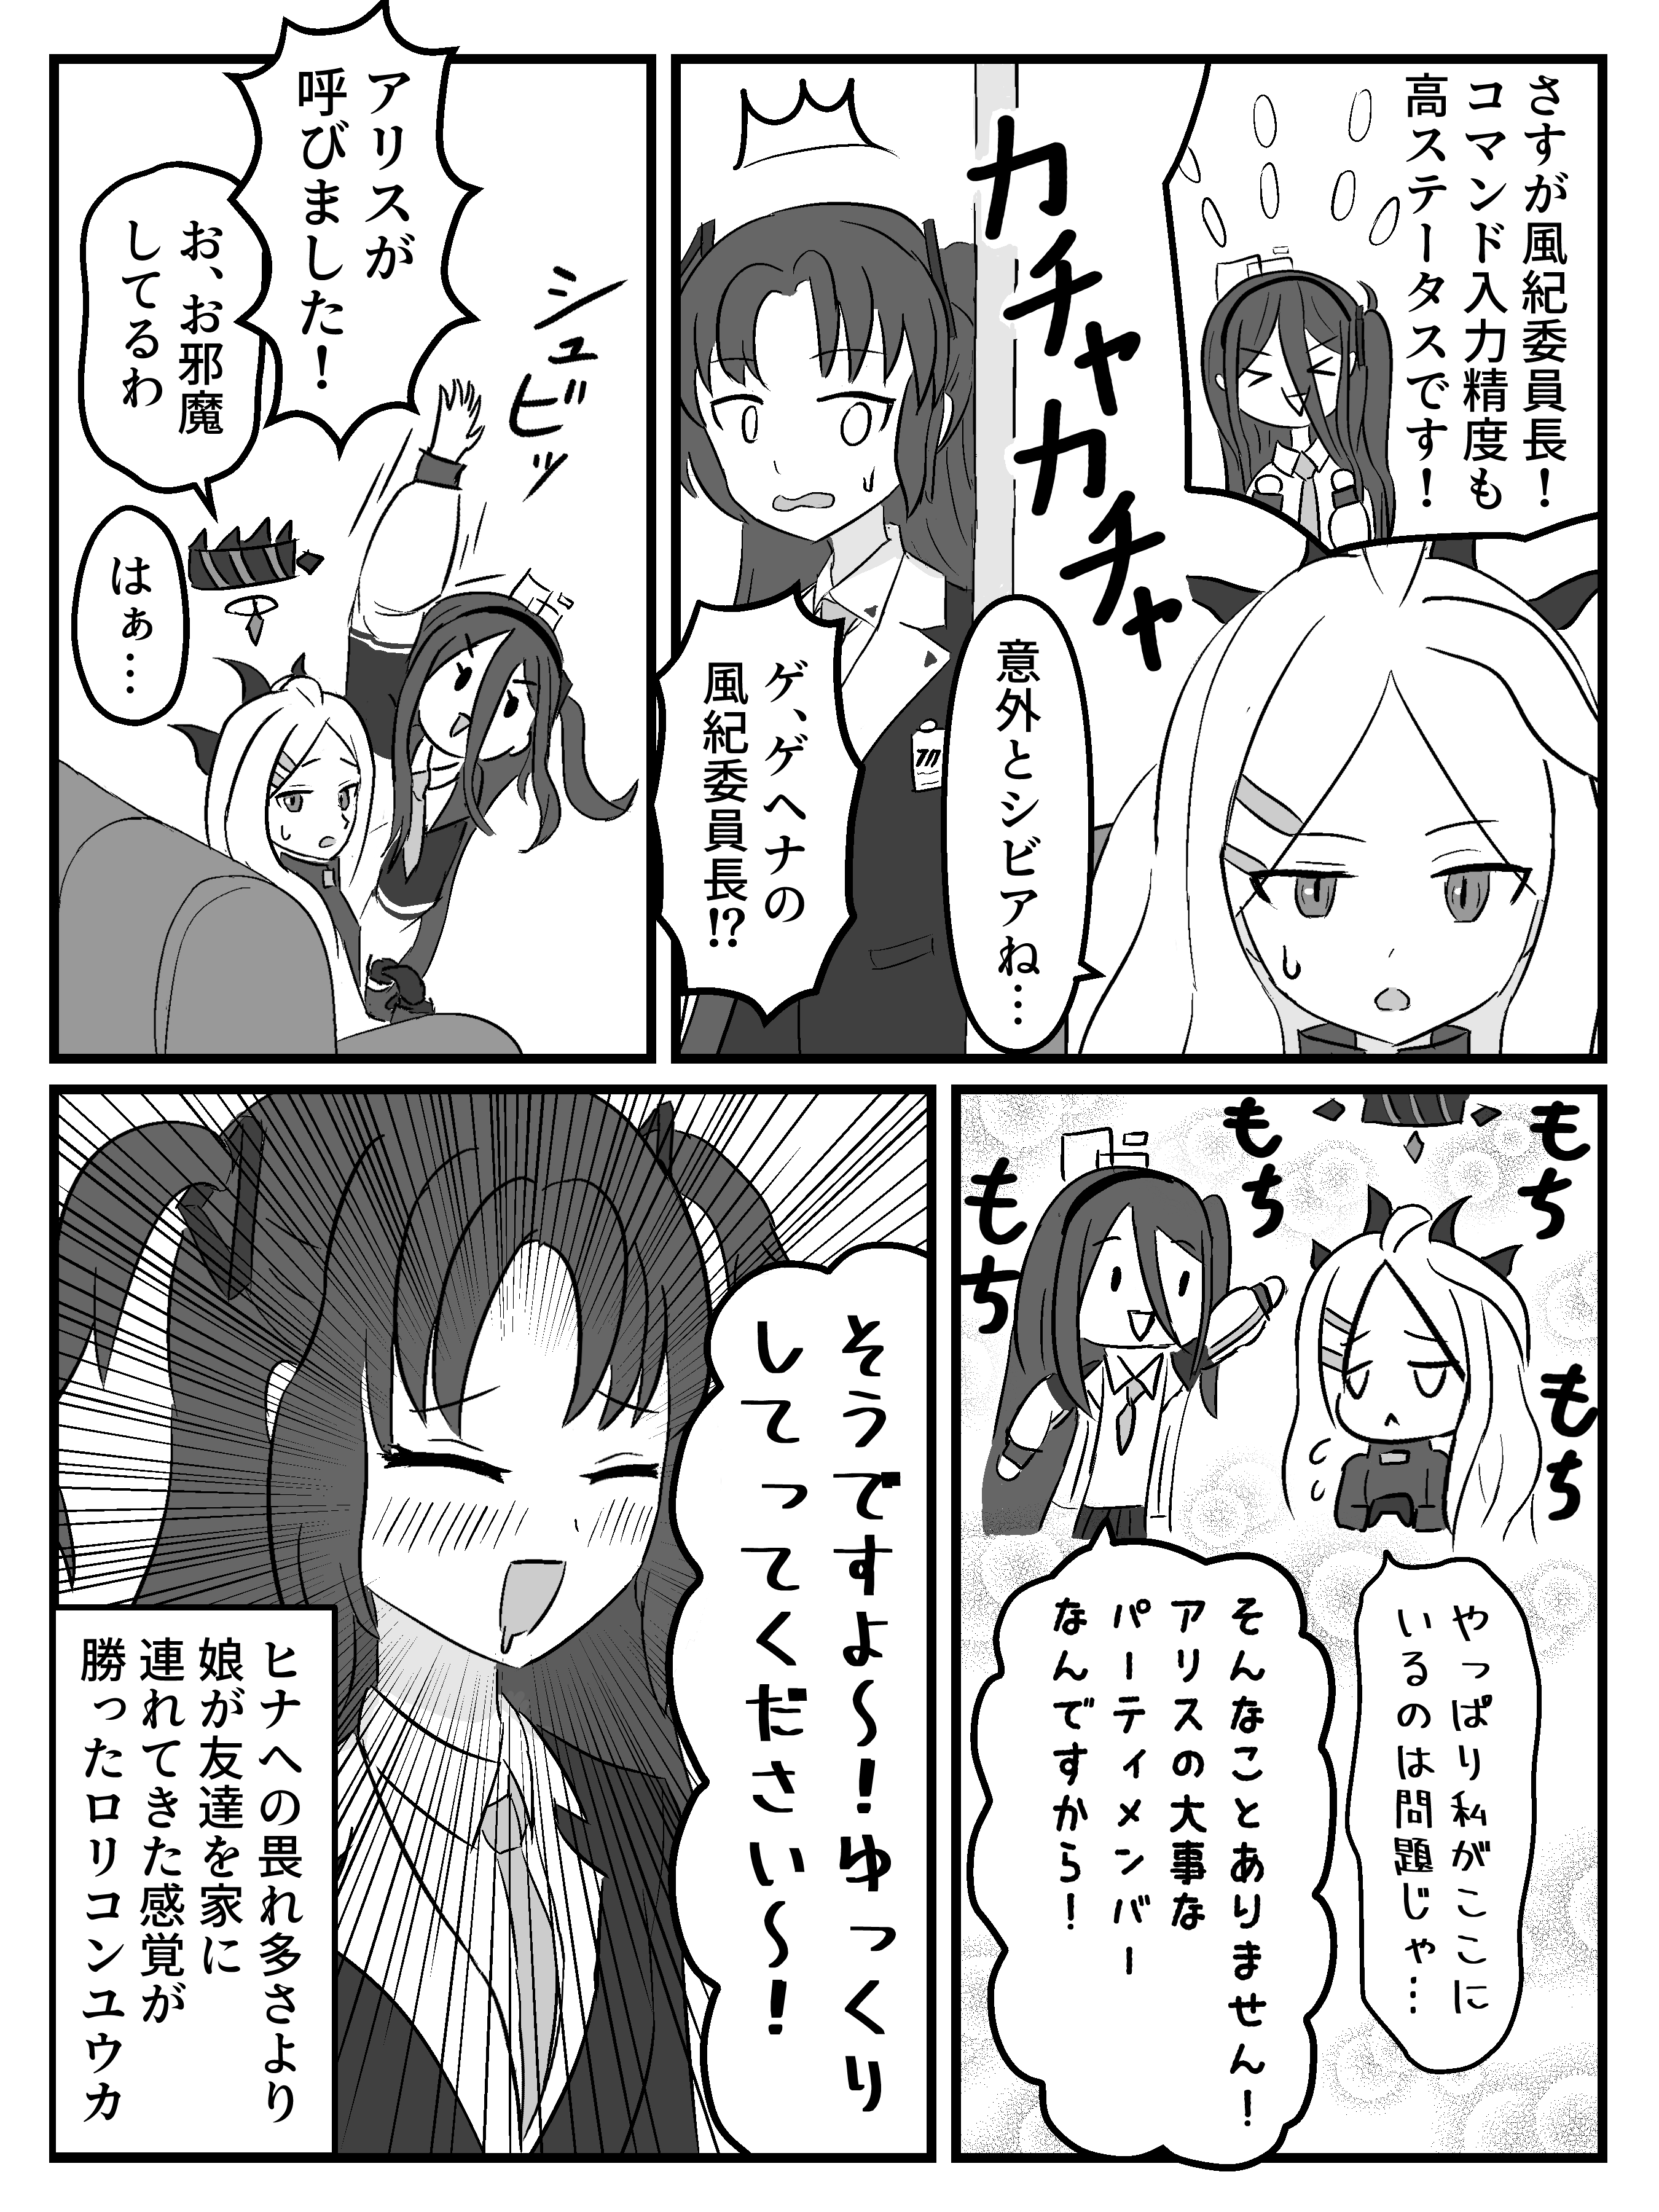 さすが風紀委員長！
コマンド入力精度も
高ステータスです！
カチャカチャ
意外とシビアね…
ゲ、ゲヘナの
風紀委員長!?
アリスが
呼びました！
シュビッ
お、お邪魔
してるわ
はぁ…
もち
もち
もち
もち
やっぱり私がここに
いるのは問題じゃ…
そんなことありません！
アリスの大事な
パーティメンバー
なんですから！
そうですよ〜！ゆっくり
してってください〜！
ヒナへの畏れ多さより
娘が友達を家に
連れてきた感覚が
勝ったロリコンユウカ